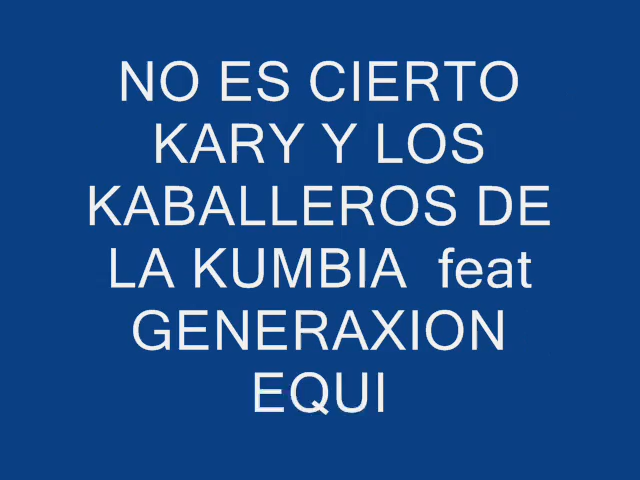 NO ES CIERTO
KARY Y LOS
KABALLEROS DE
LA KUMBIA  feat
GENERAXION
EQUI